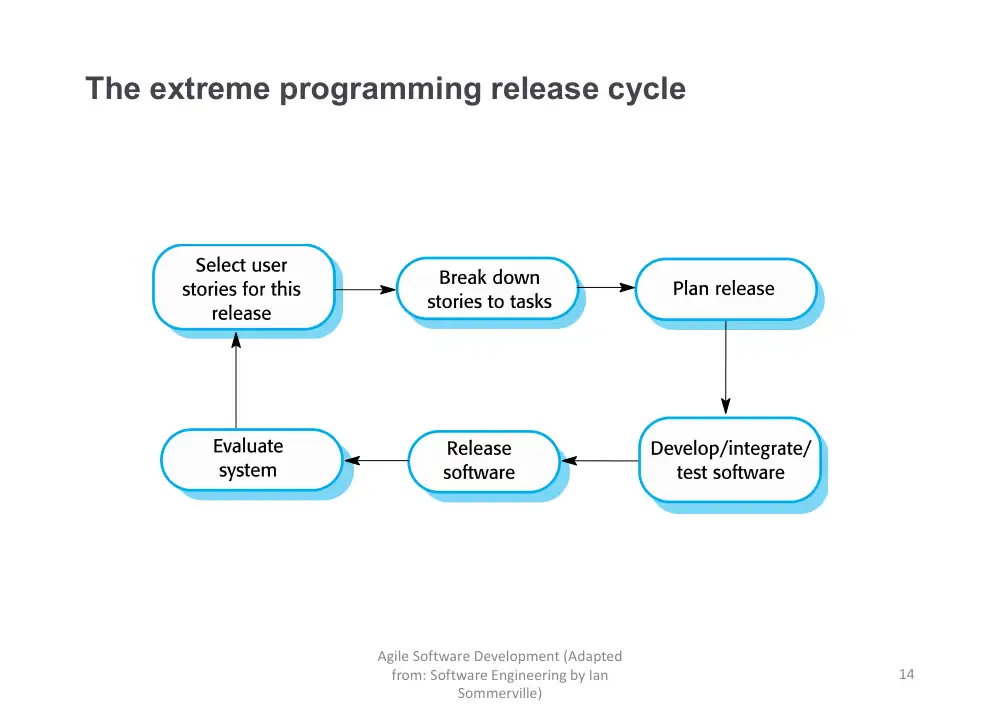 The extreme programming release cycle
Select user
stories for this
release
Break down
stories to tasks
Plan release
Evaluate
system
Release
software
Develop/integrate/
test software
Agile Software Development (Adapted
from: Software Engineering by Ian
Sommerville)
14